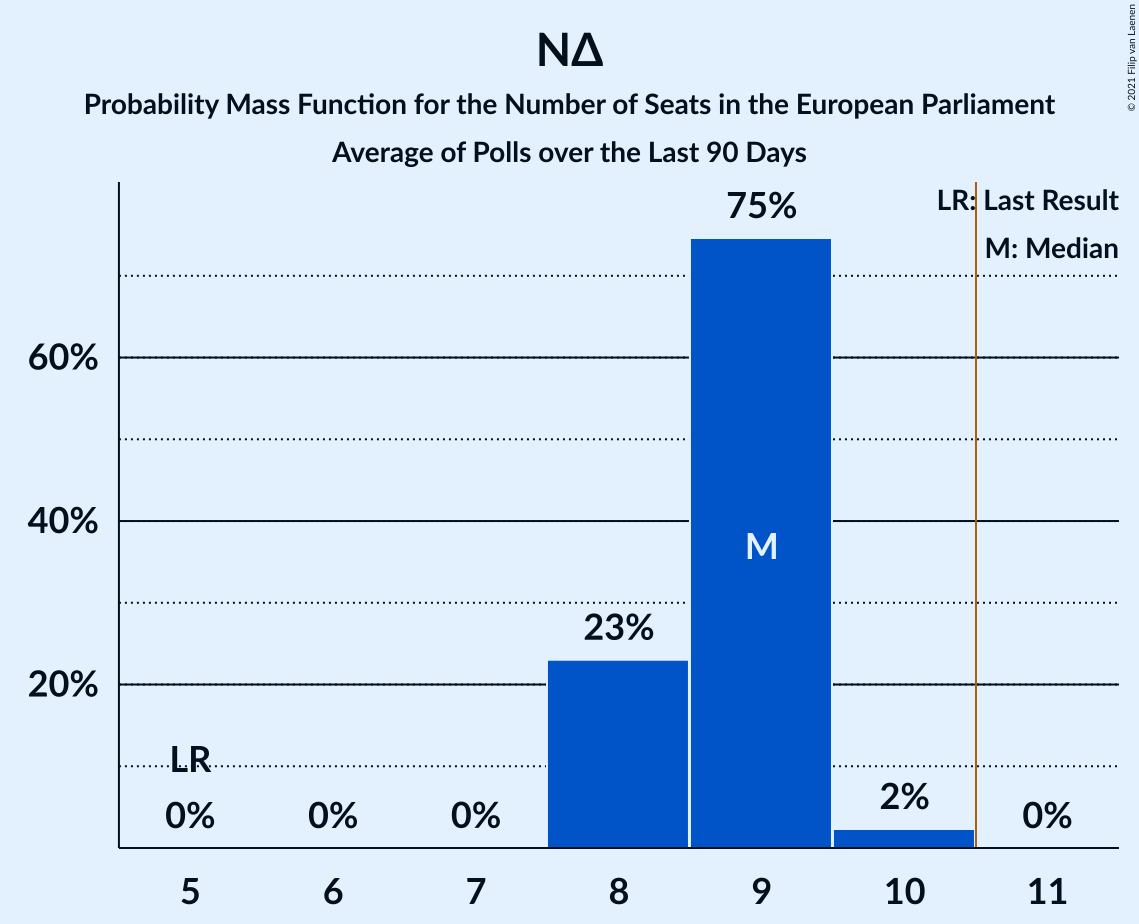 ΝΔ
Probability Mass Function for the Number of Seats in the European Parliament
Average of Polls over the Last 90 Days
© 2021 Filip van Laenen
LR: Last Result
M: Median
75%
60%
40%
M
23%
20%
LR
0%
0%
0%
2%
0%
5
6
7
8
9
10
11